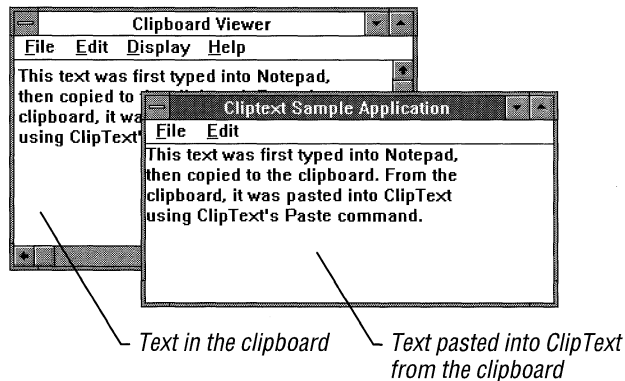 Clipboard Viewer
File Edit Display Help
This text was first typed into Notepad,
then copied to
clipboard, it wa
using ClipText'
Cliptext Sample Application
File Edit
This text was first typed into Notepad,
then copied to the clipboard. From the
clipboard, it was pasted into ClipText
using ClipText's Paste command.
Text in the clipboard
Text pasted into ClipText
from the clipboard